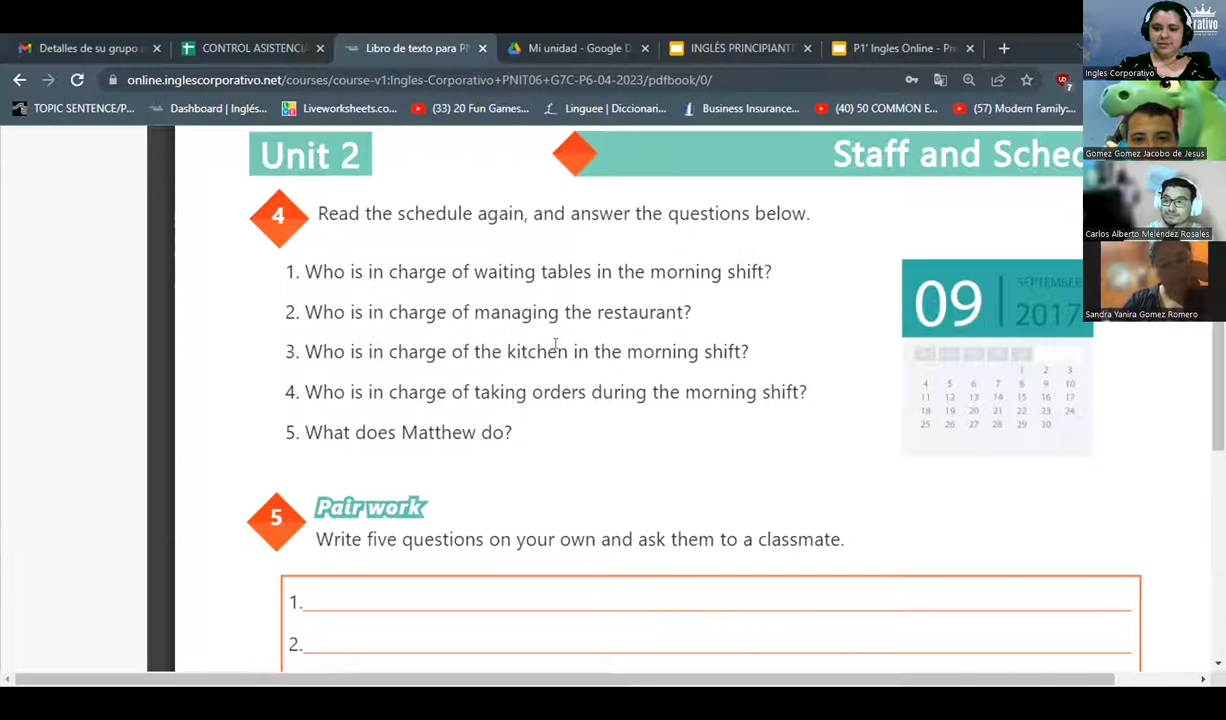 Detalles de su grupo
CONTROL ASISTENCIA
Libro de texto para PN
Mi unidad - Google D
INGLÉS PRINCIPIANT
P1' Ingles Online - Pre
online.inglescorporativo.net/courses/course-v1:Ingles-Corporativo+PNIT06+G7C-P6-04-2023/pdfbook/0/
TOPIC SENTENCE/P...
Dashboard | Inglés...
Liveworksheets.co...
(33) 20 Fun Games...
Linguee | Diccionari...
Business Insurance...
(40) 50 COMMON E...
(57) Modern Family:...
rativo
Ingles Corporativo
Gomez Gomez Jacobo de Jesus
Carlos Alberto Meléndez Rosales
Sandra Yanira Gomez Romero
Unit 2
Staff and Sche
4 Read the schedule again, and answer the questions below.
1. Who is in charge of waiting tables in the morning shift?
2. Who is in charge of managing the restaurant?
3. Who is in charge of the kitchen in the morning shift?
4. Who is in charge of taking orders during the morning shift?
5. What does Matthew do?
09
SEPTEMBER
2017
1 2 3
4 5 6 7 8 9 10
11 12 13 14 15 16 17
18 19 20 21 22 23 24
25 26 27 28 29 30
5 Pair work
Write five questions on your own and ask them to a classmate.
1.
2.